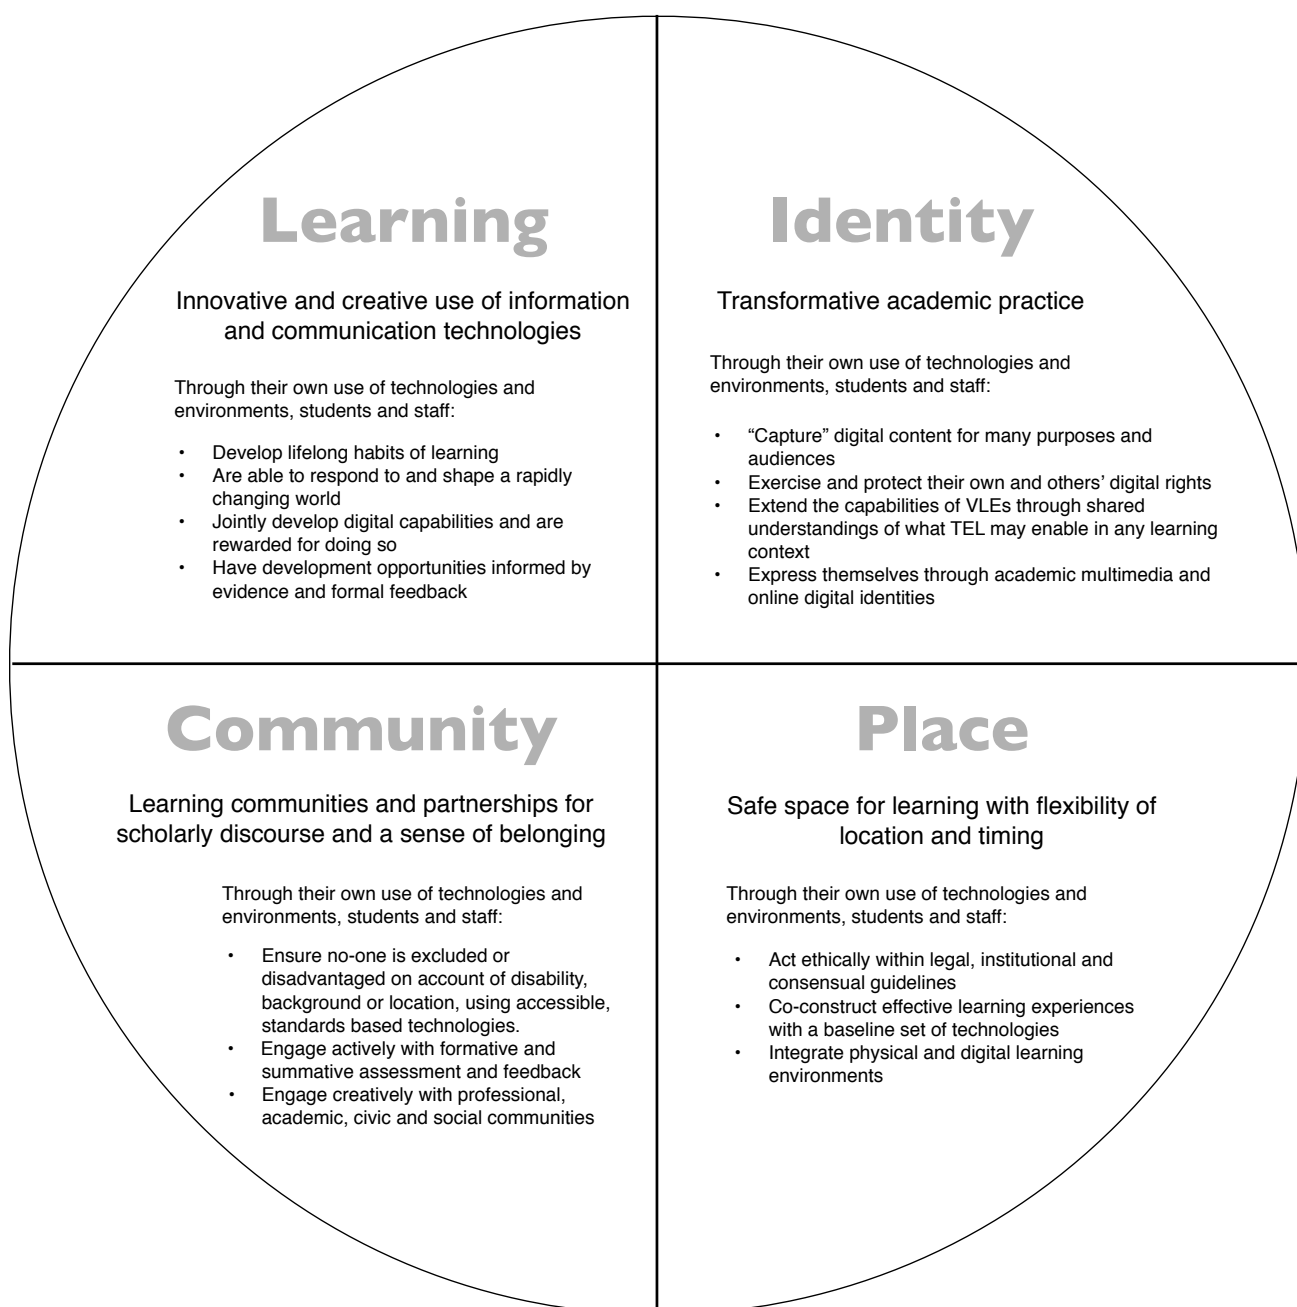 Learning
Innovative and creative use of information
and communication technologies
Through their own use of technologies and
environments, students and staff:
• Develop lifelong habits of learning
• Are able to respond to and shape a rapidly
changing world
• Jointly develop digital capabilities and are
rewarded for doing so
• Have development opportunities informed by
evidence and formal feedback
Identity
Transformative academic practice
Through their own use of technologies and
environments, students and staff:
• “Capture” digital content for many purposes and
audiences
• Exercise and protect their own and others’ digital rights
• Extend the capabilities of VLEs through shared
understandings of what TEL may enable in any learning
context
• Express themselves through academic multimedia and
online digital identities
Community
Learning communities and partnerships for
scholarly discourse and a sense of belonging
Through their own use of technologies and
environments, students and staff:
• Ensure no-one is excluded or
disadvantaged on account of disability,
background or location, using accessible,
standards based technologies.
• Engage actively with formative and
summative assessment and feedback
• Engage creatively with professional,
academic, civic and social communities
Place
Safe space for learning with flexibility of
location and timing
Through their own use of technologies and
environments, students and staff:
• Act ethically within legal, institutional and
consensual guidelines
• Co-construct effective learning experiences
with a baseline set of technologies
• Integrate physical and digital learning
environments